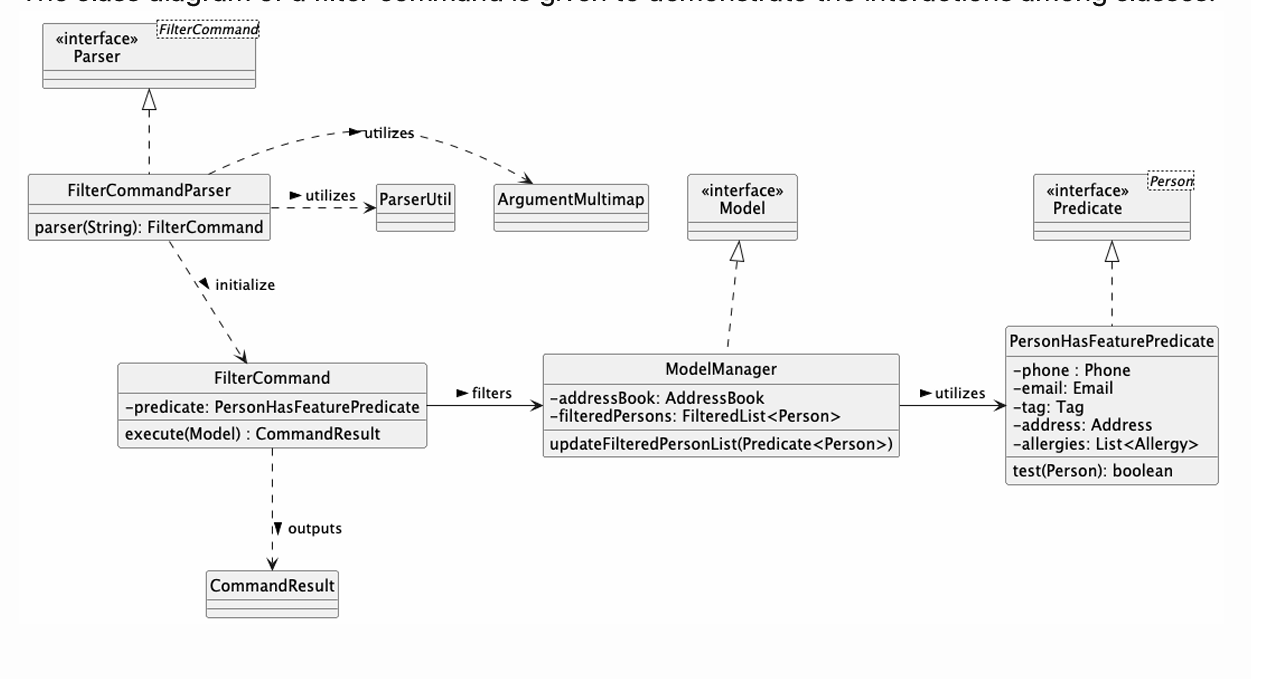 The class diagram of a filter command is given to demonstrate the interactions among classes.
«interface»
Parser
FilterCommand
utilizes
FilterCommandParser
parser(String): FilterCommand
utilizes
ParserUtil
ArgumentMultimap
«interface»
Model
«interface»
Predicate
Person
initialize
FilterCommand
-predicate: PersonHasFeaturePredicate
execute(Model) : CommandResult
filters
ModelManager
-addressBook: AddressBook
-filteredPersons: FilteredList<Person>
updateFilteredPersonList(Predicate<Person>)
utilizes
PersonHasFeaturePredicate
-phone : Phone
-email: Email
-tag: Tag
-address: Address
-allergies: List<Allergy>
test(Person): boolean
outputs
CommandResult